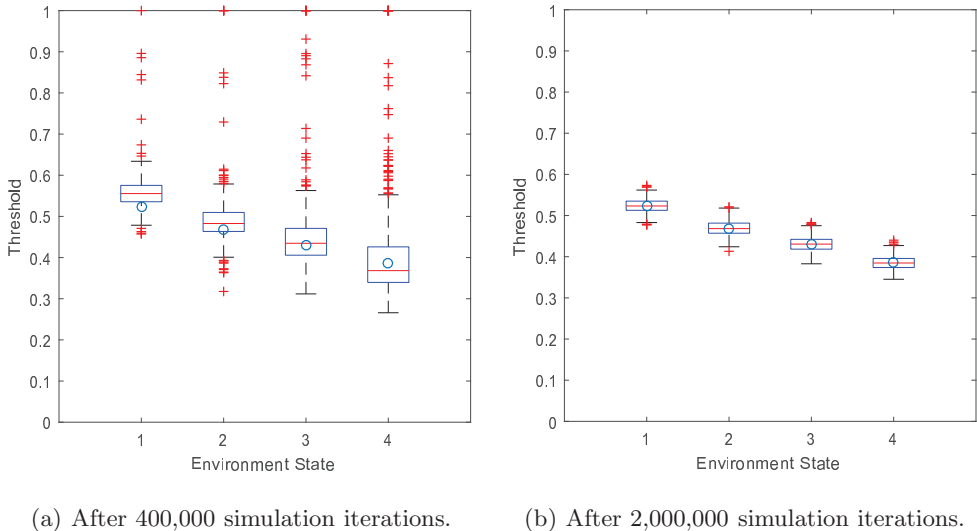 1
0.9
0.8
0.7
0.6
0.5
0.4
0.3
0.2
0.1
0
Threshold
1 2 3 4
Environment State
(a) After 400,000 simulation iterations.
1
0.9
0.8
0.7
0.6
0.5
0.4
0.3
0.2
0.1
0
Threshold
1 2 3 4
Environment State
(b) After 2,000,000 simulation iterations.